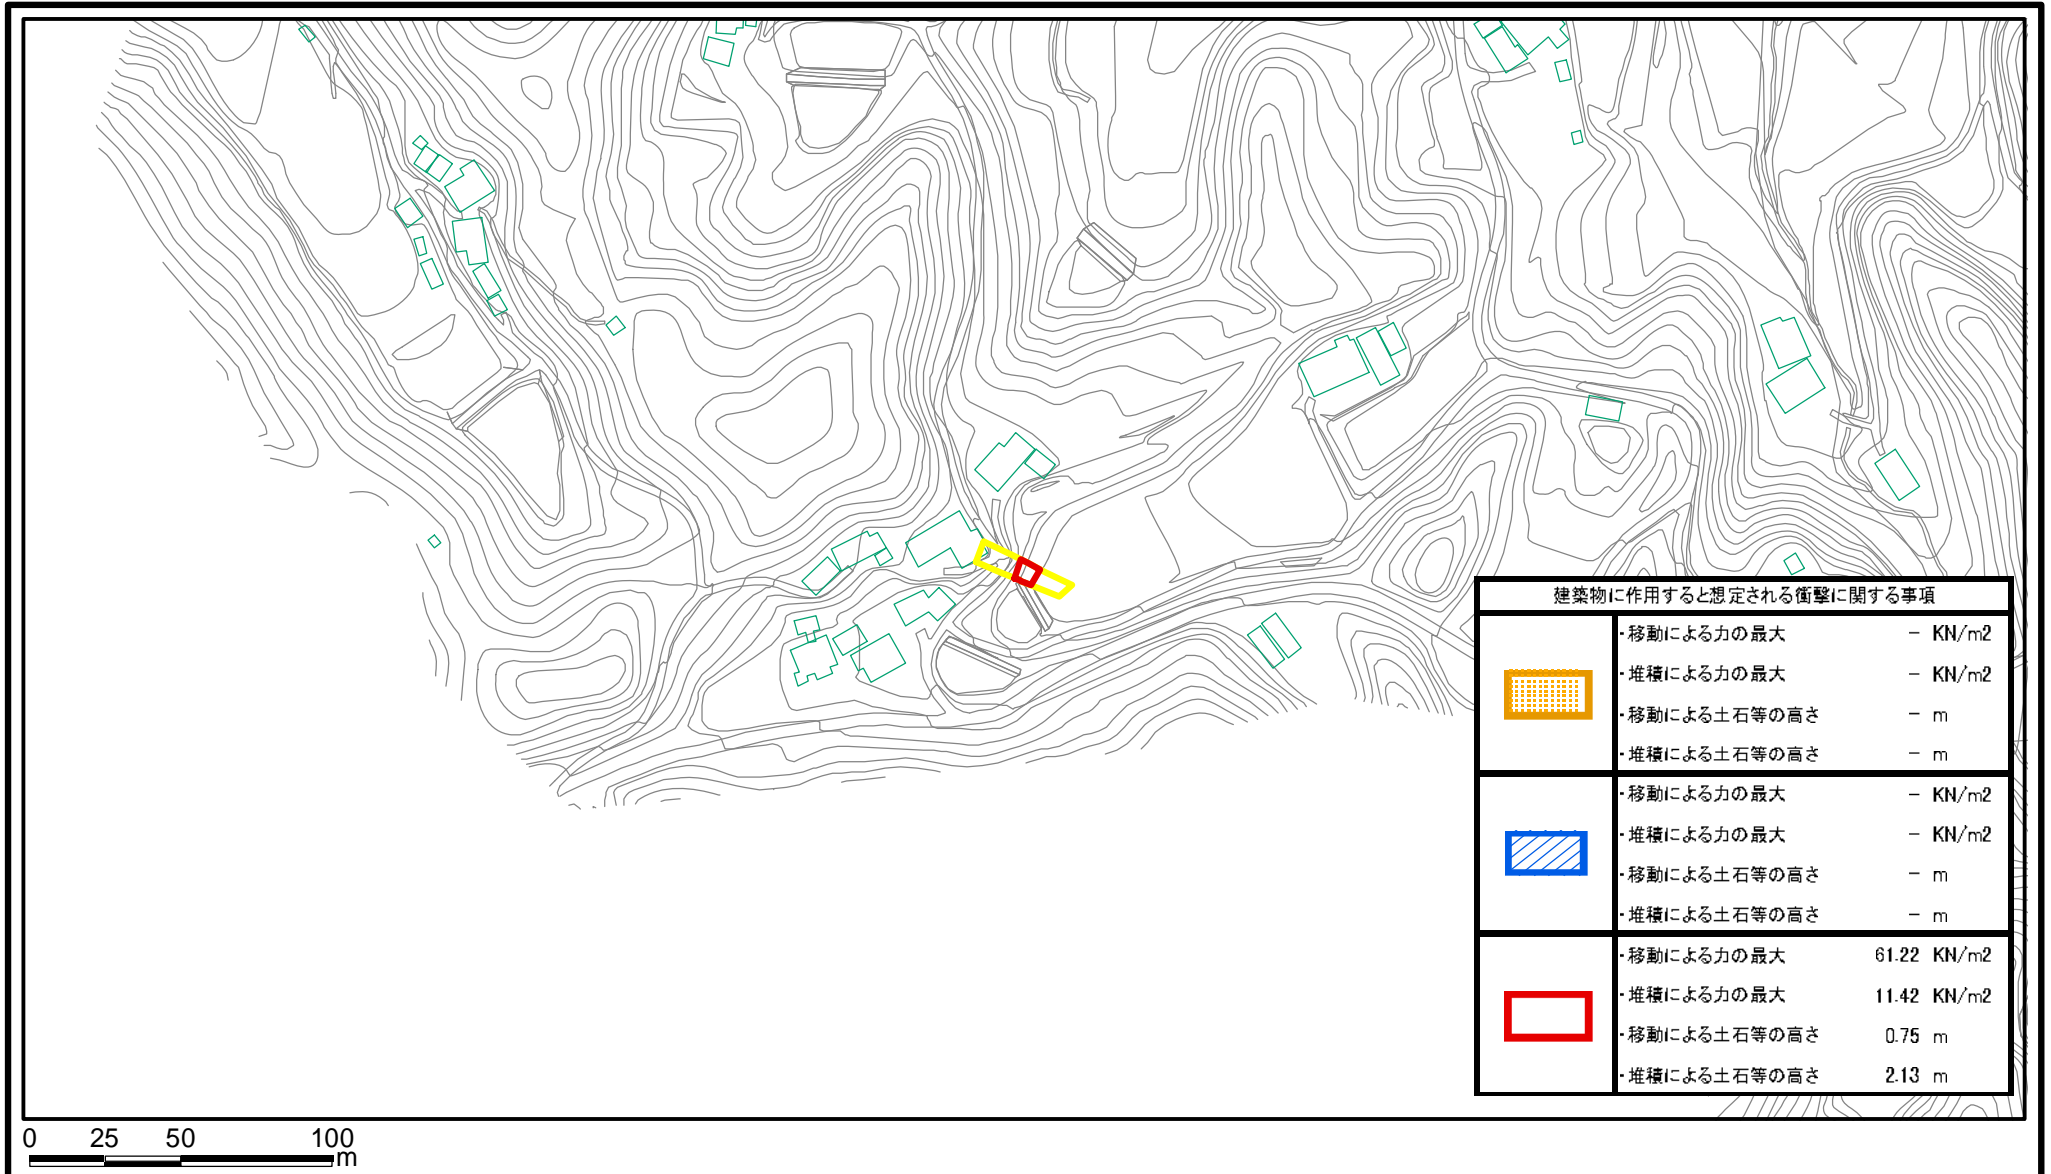 建築物に作用すると想定される衝撃に関する事項
・移動による力の最大 － KN/m2
・堆積による力の最大 － KN/m2
・移動による土石等の高さ － m
・堆積による土石等の高さ － m
・移動による力の最大 － KN/m2
・堆積による力の最大 － KN/m2
・移動による土石等の高さ － m
・堆積による土石等の高さ － m
・移動による力の最大 61.22 KN/m2
・堆積による力の最大 11.42 KN/m2
・移動による土石等の高さ 0.75 m
・堆積による土石等の高さ 2.13 m
0 25 50 100
m